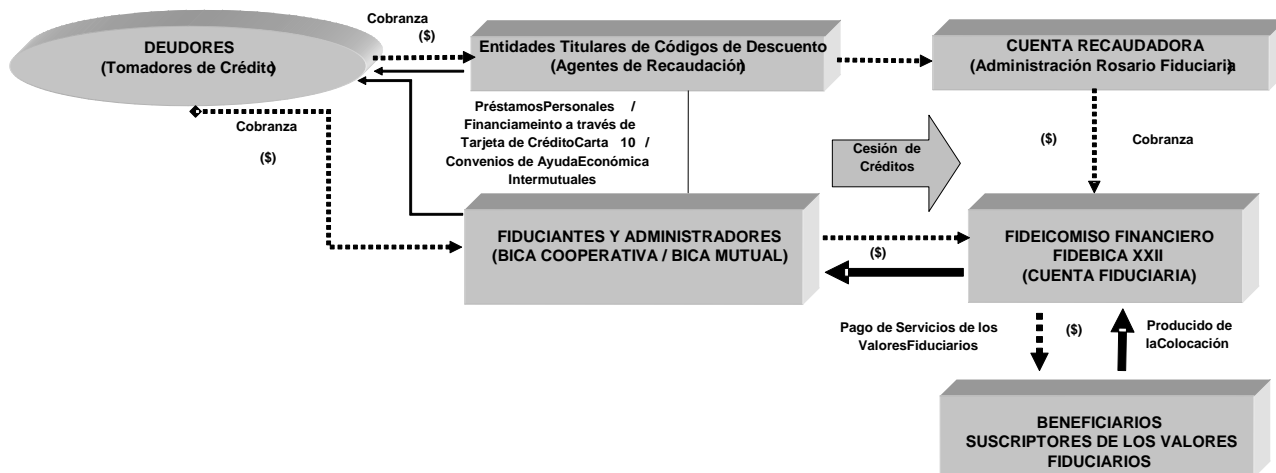 Cobranza
($)
DEUDORES
(Tomadores de Crédito)
Entidades Titulares de Códigos de Descuento
(Agentes de Recaudación)
CUENTA RECAUDADORA
(Administración Rosario Fiduciaria)
Cobranza
($)
PréstamosPersonales /
Financiameinto a través de
Tarjeta de CréditoCarta 10 /
Convenios de AyudaEconómica
Intermutuales
Cesión de
Créditos
($)
Cobranza
FIDUCIANTES Y ADMINISTRADORES
(BICA COOPERATIVA / BICA MUTUAL)
($)
FIDEICOMISO FINANCIERO
FIDEBICA XXII
(CUENTA FIDUCIARIA)
Pago de Servicios de los
ValoresFiduciarios
($)
Producido de
laColocación
BENEFICIARIOS
SUSCRIPTORES DE LOS VALORES
FIDUCIARIOS